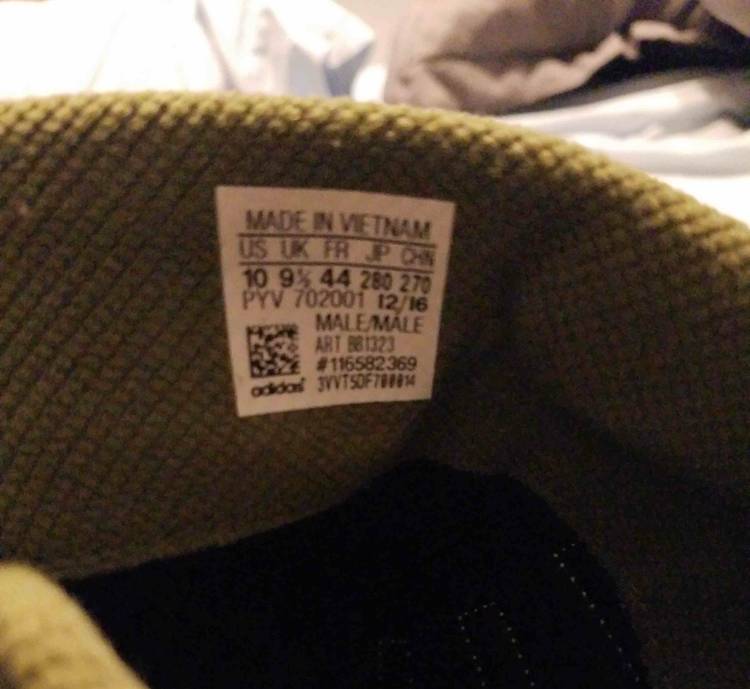 MADE IN VIETNAM
US UK FR JP CHN
10 9½ 44 280 270
PYV 702001 12/16
MALE/MALE
ART BB1323
#116582369
adidas 3VVT5DF700014